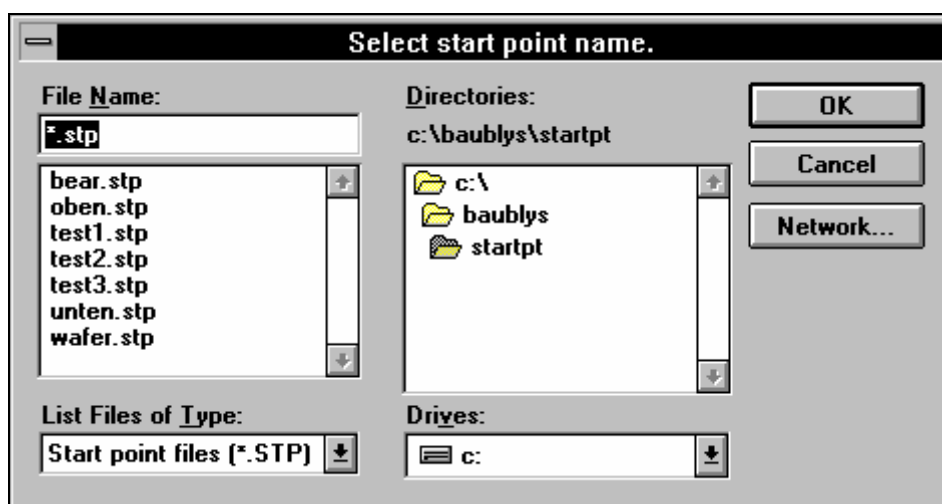 Select start point name.
File Name:
*.stp
bear.stp
oben.stp
test1.stp
test2.stp
test3.stp
unten.stp
wafer.stp
List Files of Type:
Start point files (*.STP)
Directories:
c:\baublys\startpt
c:\
baublys
startpt
Drives:
c:
OK
Cancel
Network...